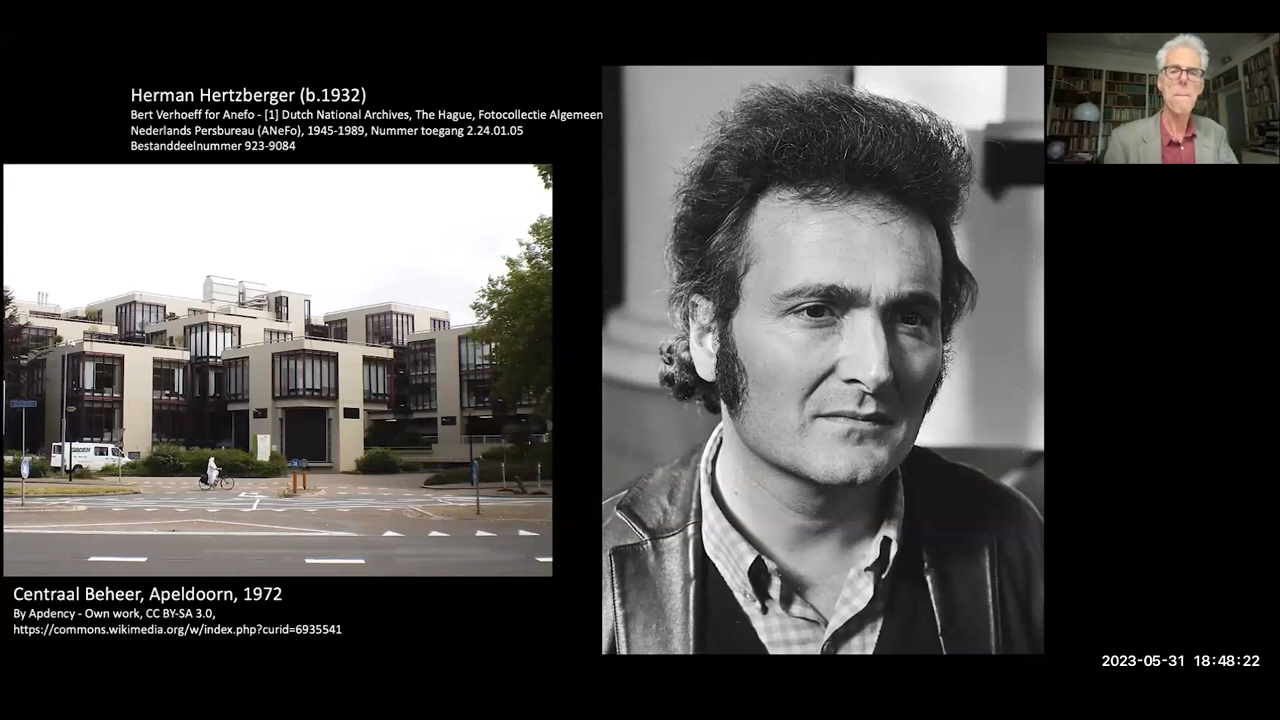 Herman Hertzberger (b.1932)
Bert Verhoeff for Anefo - [1] Dutch National Archives, The Hague, Fotocollectie Algemeen
Nederlands Persbureau (ANeFo), 1945-1989, Nummer toegang 2.24.01.05
Bestanddeelnummer 923-9084
Centraal Beheer, Apeldoorn, 1972
By Apdency - Own work, CC BY-SA 3.0,
https://commons.wikimedia.org/w/index.php?curid=6935541
2023-05-31 18:48:22